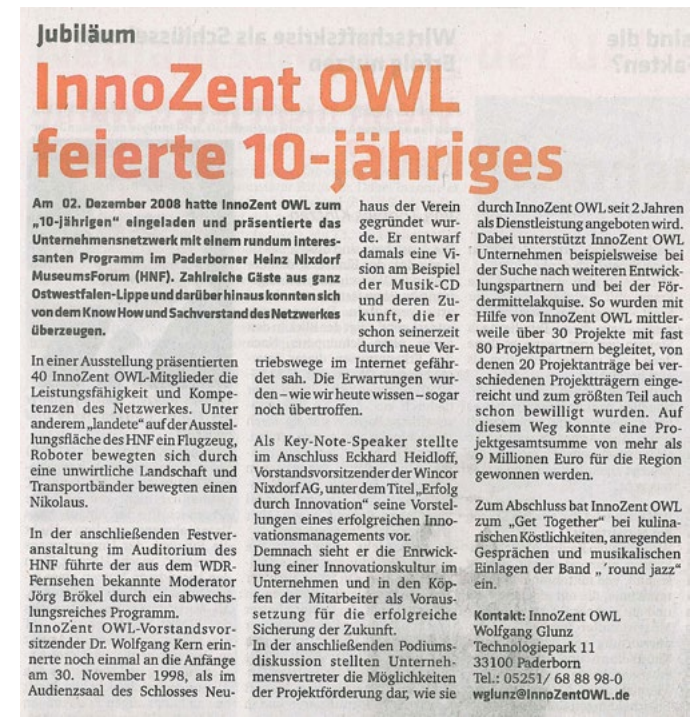 Jubiläum
InnoZent OWL
feierte 10-jähriges
Am 02. Dezember 2008 hatte InnoZent OWL zum
„10-jährigen“ eingeladen und präsentierte das
Unternehmensnetzwerk mit einem rundum interes-
santen Programm im Paderborner Heinz Nixdorf
MuseumsForum (HNF). Zahlreiche Gäste aus ganz
Ostwestfalen-Lippe und darüber hinaus konnten sich
von dem Know How und Sachverstand des Netzwerkes
überzeugen.
In einer Ausstellung präsentierten
40 InnoZent OWL-Mitglieder die
Leistungsfähigkeit und Kompe-
tenzen des Netzwerkes. Unter
anderem „landete“ auf der Ausstel-
lungsfläche des HNF ein Flugzeug,
Roboter bewegten sich durch
eine unwirtliche Landschaft und
Transportbänder bewegten einen
Nikolaus.
In der anschließenden Festver-
anstaltung im Auditorium des
HNF führte der aus dem WDR-
Fernsehen bekannte Moderator
Jörg Brökel durch ein abwechs-
lungsreiches Programm.
InnoZent OWL-Vorstandsvor-
sitzender Dr. Wolfgang Kern erin-
nerte noch einmal an die Anfänge
am 30. November 1998, als im
Audienzsaal des Schlosses Neu-
haus der Verein
gegründet wur-
de. Er entwarf
damals eine Vi-
sion am Beispiel
der Musik-CD
und deren Zu-
kunft, die er
schon seinerzeit
durch neue Ver-
triebswege im Internet gefähr-
det sah. Die Erwartungen wur-
den – wie wir heute wissen – sogar
noch übertroffen.
Als Key-Note-Speaker stellte
im Anschluss Eckhard Heidloff,
Vorstandsvorsitzender der Wincor
Nixdorf AG, unter dem Titel „Erfolg
durch Innovation“ seine Vorstel-
lungen eines erfolgreichen Inno-
vationsmanagements vor.
Demnach sieht er die Entwick-
lung einer Innovationskultur im
Unternehmen und in den Köp-
fen der Mitarbeiter als Voraus-
setzung für die erfolgreiche
Sicherung der Zukunft.
In der anschließenden Podiums-
diskussion stellten Unterneh-
mensvertreter die Möglichkeiten
der Projektförderung dar, wie sie
durch InnoZent OWL seit 2 Jahren
als Dienstleistung angeboten wird.
Dabei unterstützt InnoZent OWL
Unternehmen beispielsweise bei
der Suche nach weiteren Entwick-
lungspartnern und bei der För-
dermittelakquise. So wurden mit
Hilfe von InnoZent OWL mittler-
weile über 30 Projekte mit fast
80 Projektpartnern begleitet, von
denen 20 Projektanträge bei ver-
schiedenen Projektträgern einge-
reicht und zum größten Teil auch
schon bewilligt wurden. Auf
diesem Weg konnte eine Pro-
jektgesamtsumme von mehr als
9 Millionen Euro für die Region
gewonnen werden.
Zum Abschluss bat InnoZent OWL
zum „Get Together“ bei kulina-
rischen Köstlichkeiten, anregenden
Gesprächen und musikalischen
Einlagen der Band „´round jazz“
ein.
Kontakt: InnoZent OWL
Wolfgang Glunz
Technologiepark 11
33100 Paderborn
Tel.: 05251/ 68 88 98-0
wglunz@InnoZentOWL.de